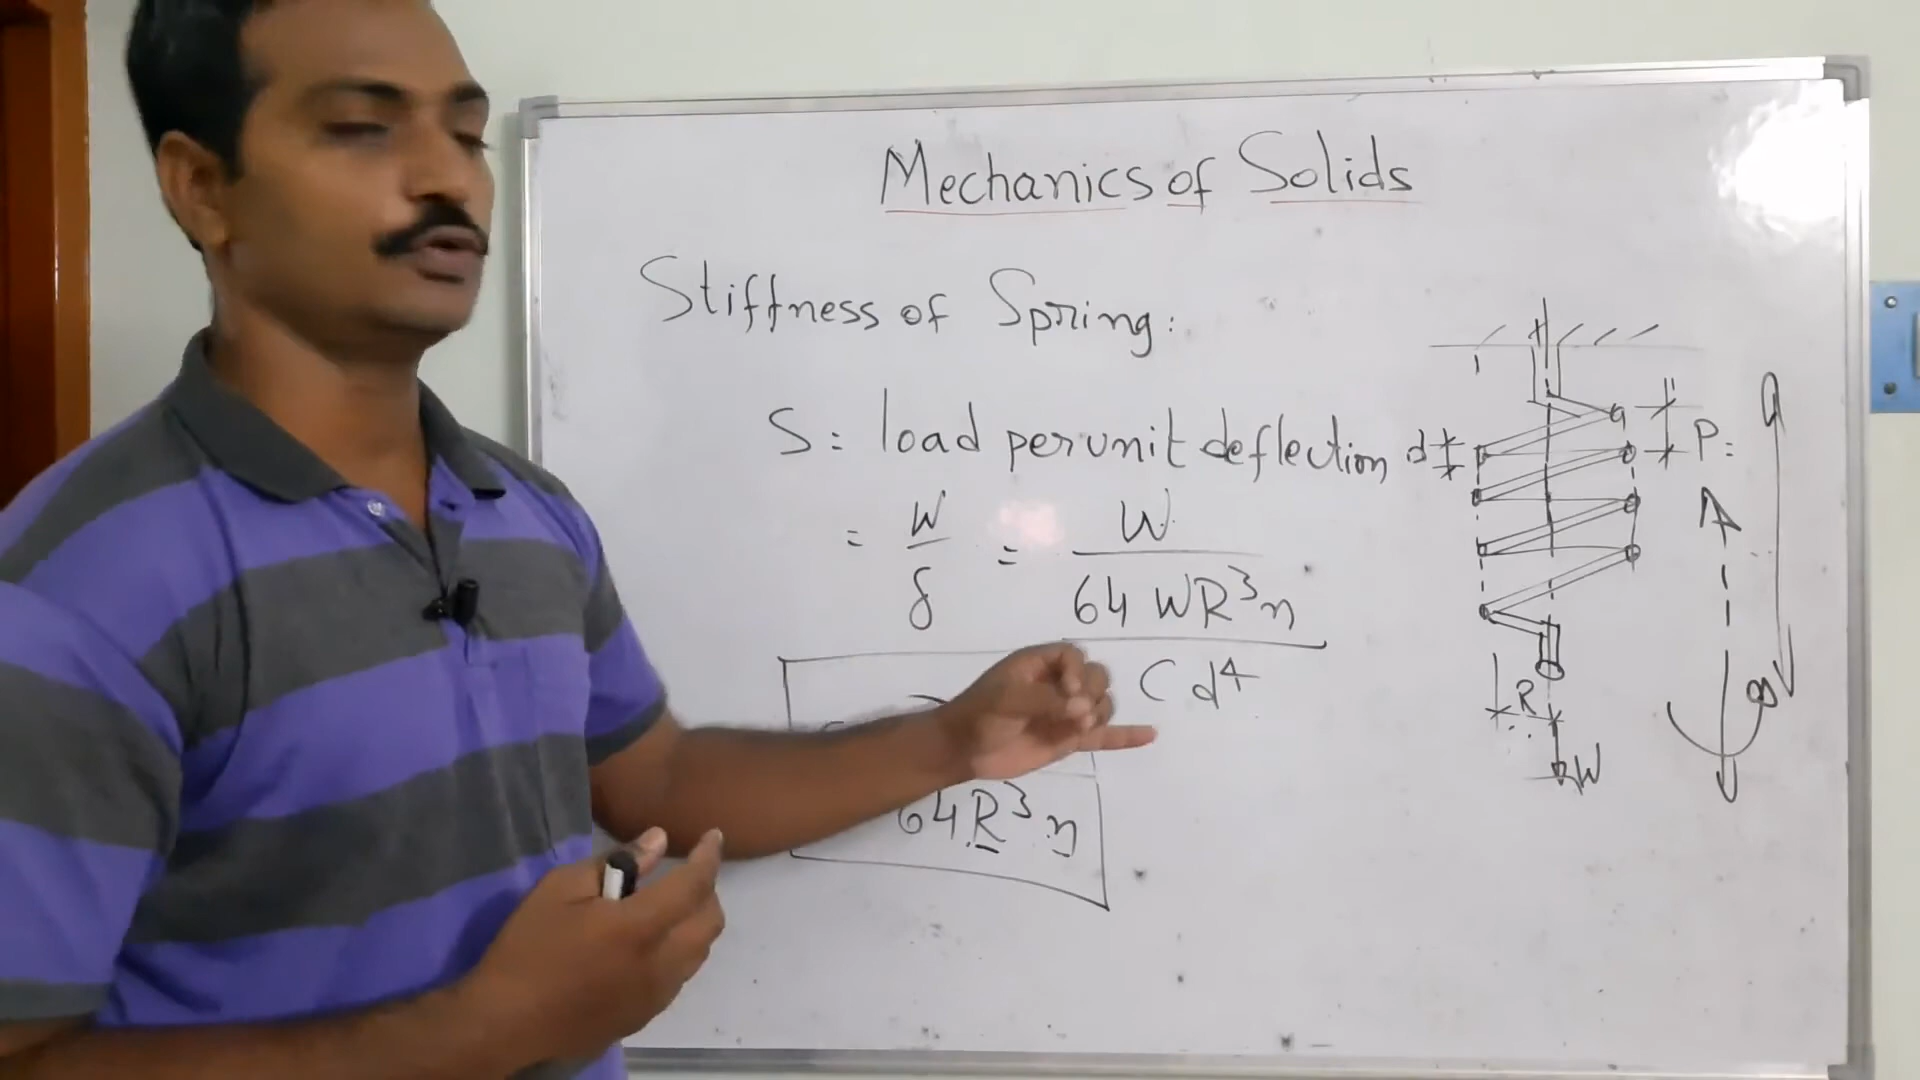 Mechanics of Solids
Stiffness of Spring:
S = load per unit deflection
= W/δ = W/(64 WR³n / Cd⁴)
64R³n
d
P=
R
W